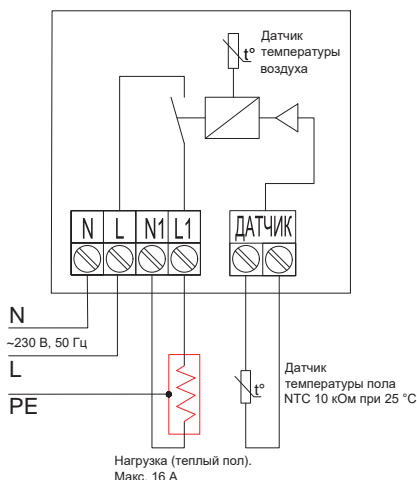 Датчик
температуры
воздуха
t°
N L N1 L1
ДАТЧИК
N
~230 В, 50 Гц
L
PE
t°
Датчик
температуры пола
NTC 10 кОм при 25 °C
Нагрузка (теплый пол).
Макс. 16 А